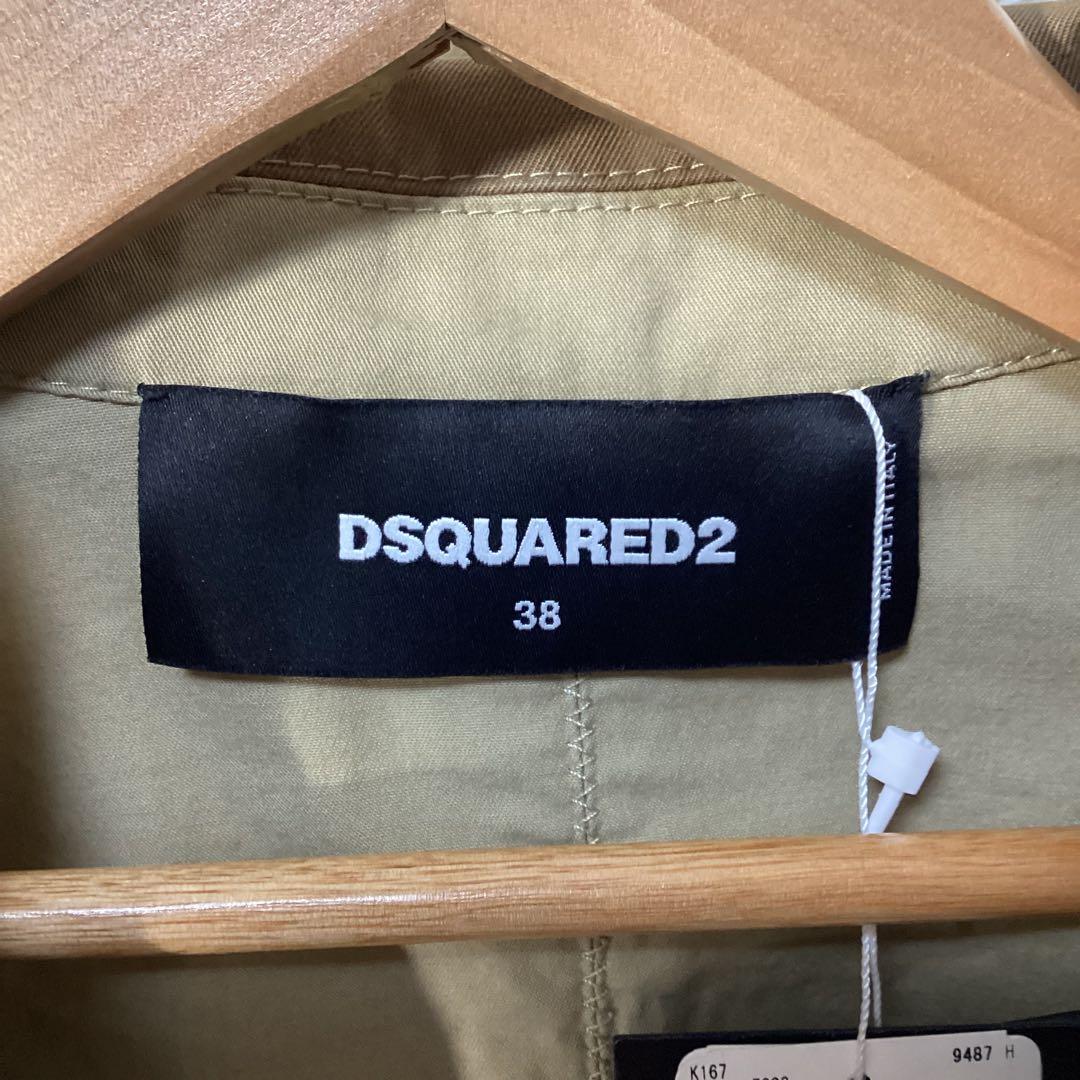 DSQUARED2
38
MADE IN ITALY
K167 9487 H